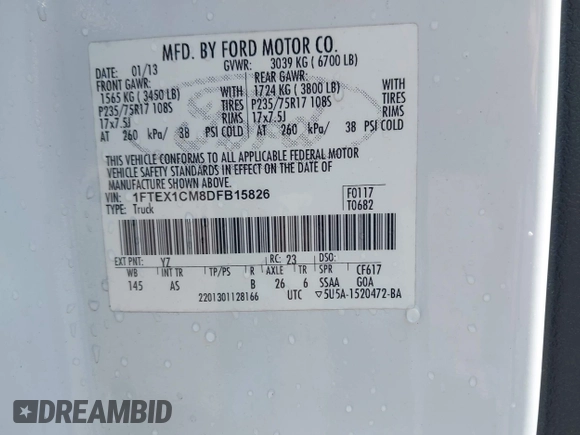 MFD. BY FORD MOTOR CO.
DATE: 01/13 GVWR: 3039 KG ( 6700 LB)
FRONT GAWR: REAR GAWR:
1565 KG ( 3450 LB) WITH 1724 KG ( 3800 LB) WITH
P235/75R17 108S TIRES P235/75R17 108S TIRES
17x7.5J RIMS 17x7.5J RIMS
AT 260 kPa/ 38 PSI COLD AT 260 kPa/ 38 PSI COLD
THIS VEHICLE CONFORMS TO ALL APPLICABLE FEDERAL MOTOR
VEHICLE SAFETY STANDARDS IN EFFECT ON THE DATE OF
MANUFACTURE SHOWN ABOVE.
VIN: 1FTEX1CM8DFB15826 F0117
TYPE: Truck T0682
EXT PNT: YZ RC: 23 DSO:
WB INT TR TP/PS R AXLE TR SPR CF617
145 AS B 26 6 SSAA GOA
2201301128166 UTC ▽5U5A-1520472-BA
DREAMBID